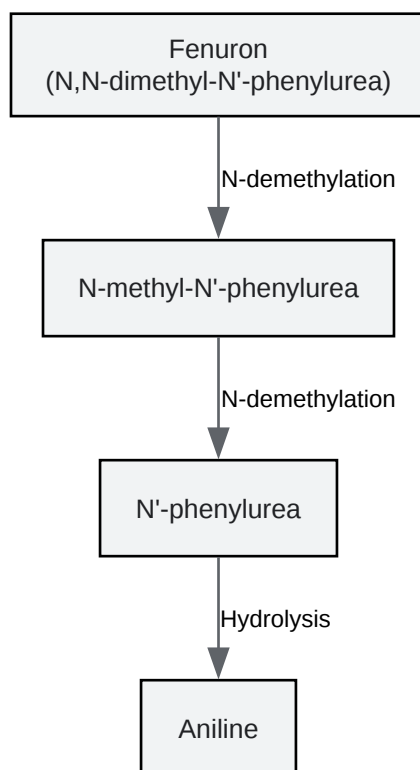 Fenuron
(N,N-dimethyl-N'-phenylurea)
N-demethylation
N-methyl-N'-phenylurea
N-demethylation
N'-phenylurea
Hydrolysis
Aniline